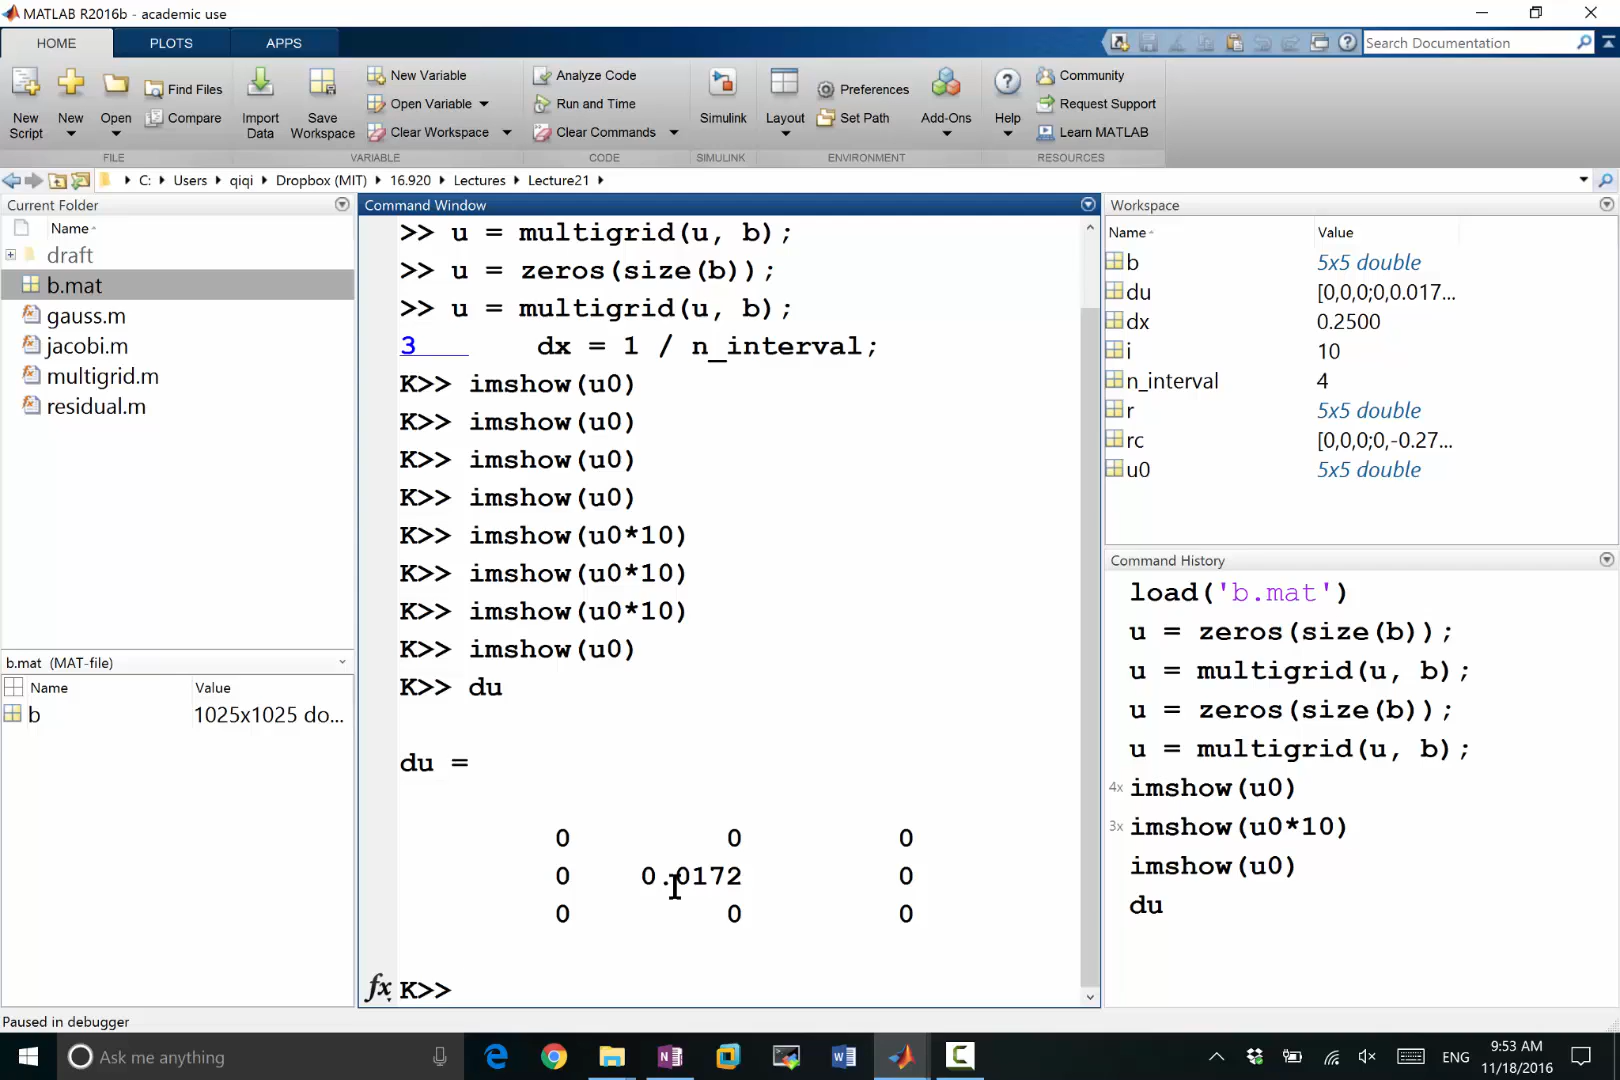 MATLAB R2016b - academic use
HOME PLOTS APPS
Search Documentation
New Script
New
Open
Find Files
Compare
Import Data
Save Workspace
New Variable
Open Variable
Clear Workspace
Analyze Code
Run and Time
Clear Commands
Simulink
Layout
Preferences
Set Path
Add-Ons
Help
Community
Request Support
Learn MATLAB
FILE VARIABLE CODE SIMULINK ENVIRONMENT RESOURCES
C: Users qiqi Dropbox (MIT) 16.920 Lectures Lecture21
Current Folder
Name
draft
b.mat
gauss.m
jacobi.m
multigrid.m
residual.m
b.mat (MAT-file)
Name Value
b 1025x1025 do...
Command Window
>> u = multigrid(u, b);
>> u = zeros(size(b));
>> u = multigrid(u, b);
3 dx = 1 / n_interval;
K>> imshow(u0)
K>> imshow(u0)
K>> imshow(u0)
K>> imshow(u0)
K>> imshow(u0*10)
K>> imshow(u0*10)
K>> imshow(u0*10)
K>> imshow(u0)
K>> du
du =
0 0 0
0 0.0172 0
0 0 0
fx K>>
Workspace
Name Value
b 5x5 double
du [0,0,0;0,0.017...
dx 0.2500
i 10
n_interval 4
r 5x5 double
rc [0,0,0;0,-0.27...
u0 5x5 double
Command History
load('b.mat')
u = zeros(size(b));
u = multigrid(u, b);
u = zeros(size(b));
u = multigrid(u, b);
4x imshow(u0)
3x imshow(u0*10)
imshow(u0)
du
Paused in debugger
Ask me anything
ENG
9:53 AM
11/18/2016